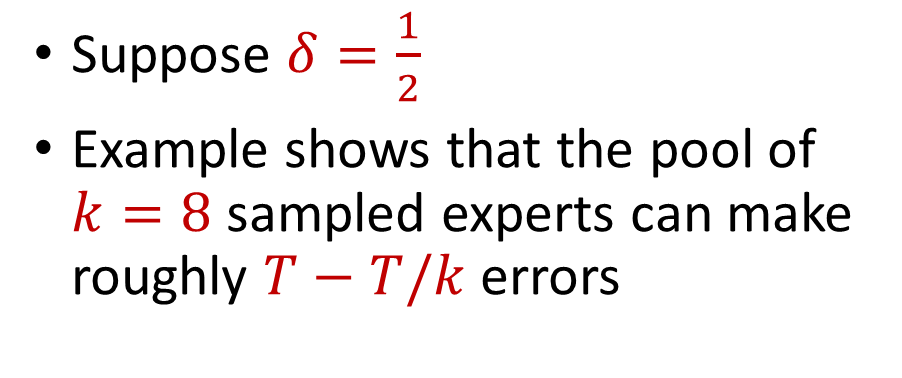 • Suppose δ = 1/2
• Example shows that the pool of
k = 8 sampled experts can make
roughly T − T/k errors